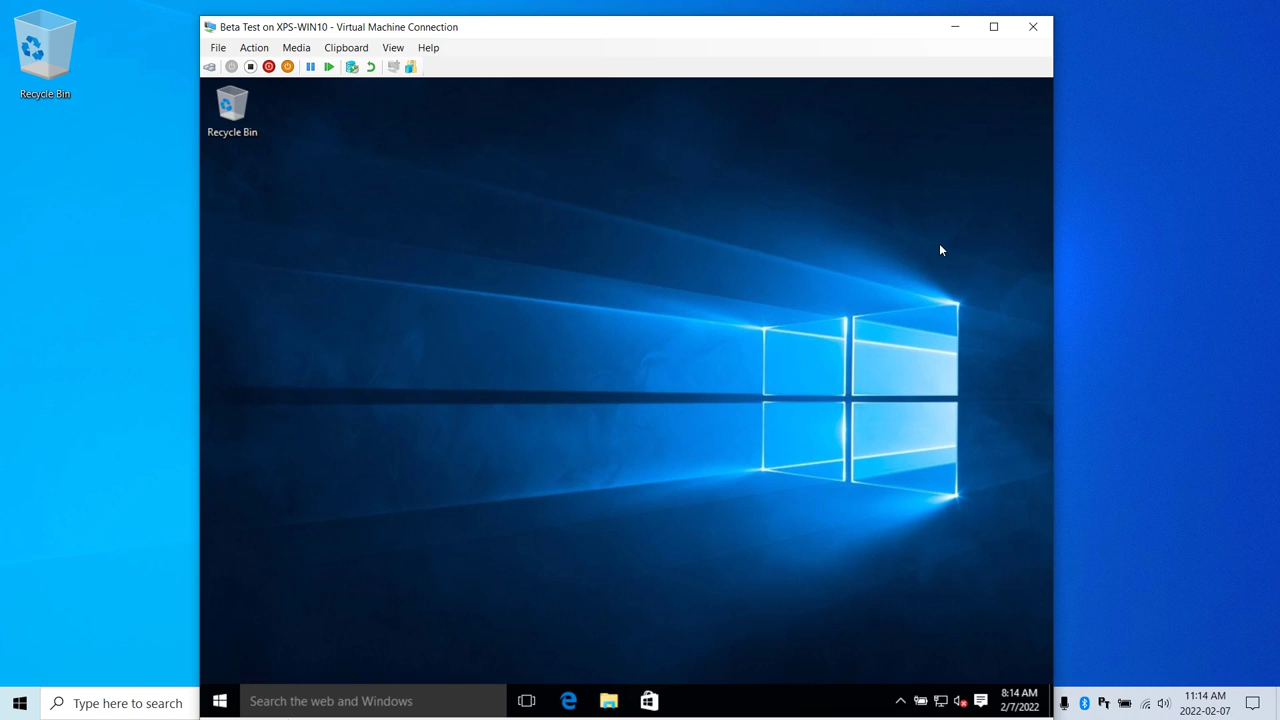 Recycle Bin
Beta Test on XPS-WIN10 - Virtual Machine Connection
File Action Media Clipboard View Help
Recycle Bin
Search the web and Windows
8:14 AM
2/7/2022
Type here to search
11:14 AM
2022-02-07